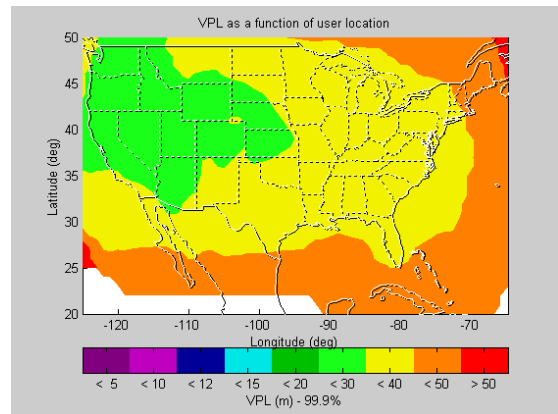 VPL as a function of user location
50
45
40
35
30
25
20
Latitude (deg)
-120 -110 -100 -90 -80 -70
Longitude (deg)
< 5 < 10 < 12 < 15 < 20 < 30 < 40 < 50 > 50
VPL (m) - 99.9%